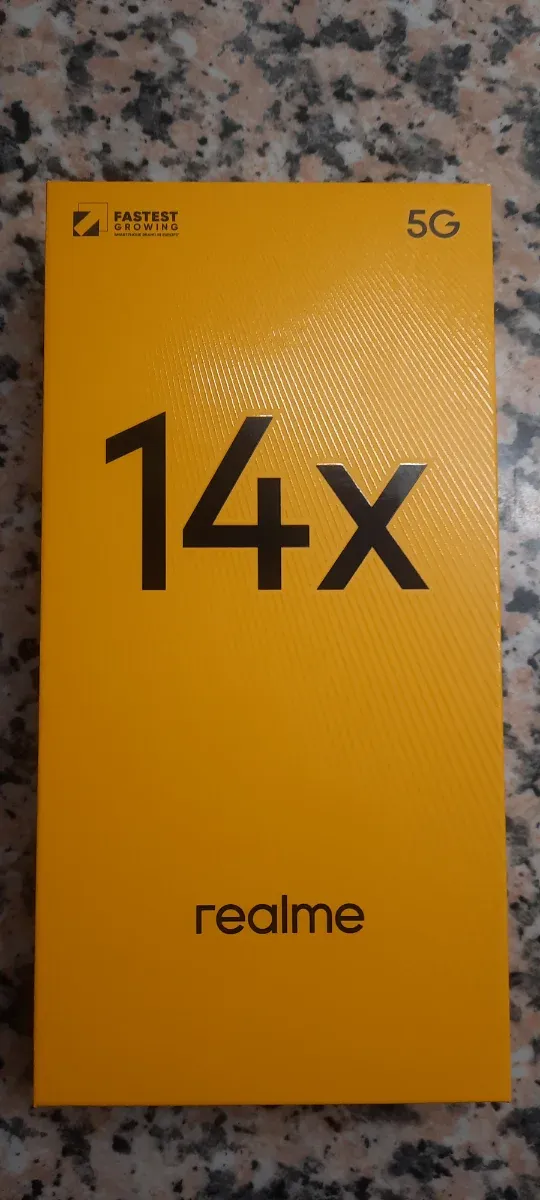 FASTEST
GROWING
5G
14x
realme